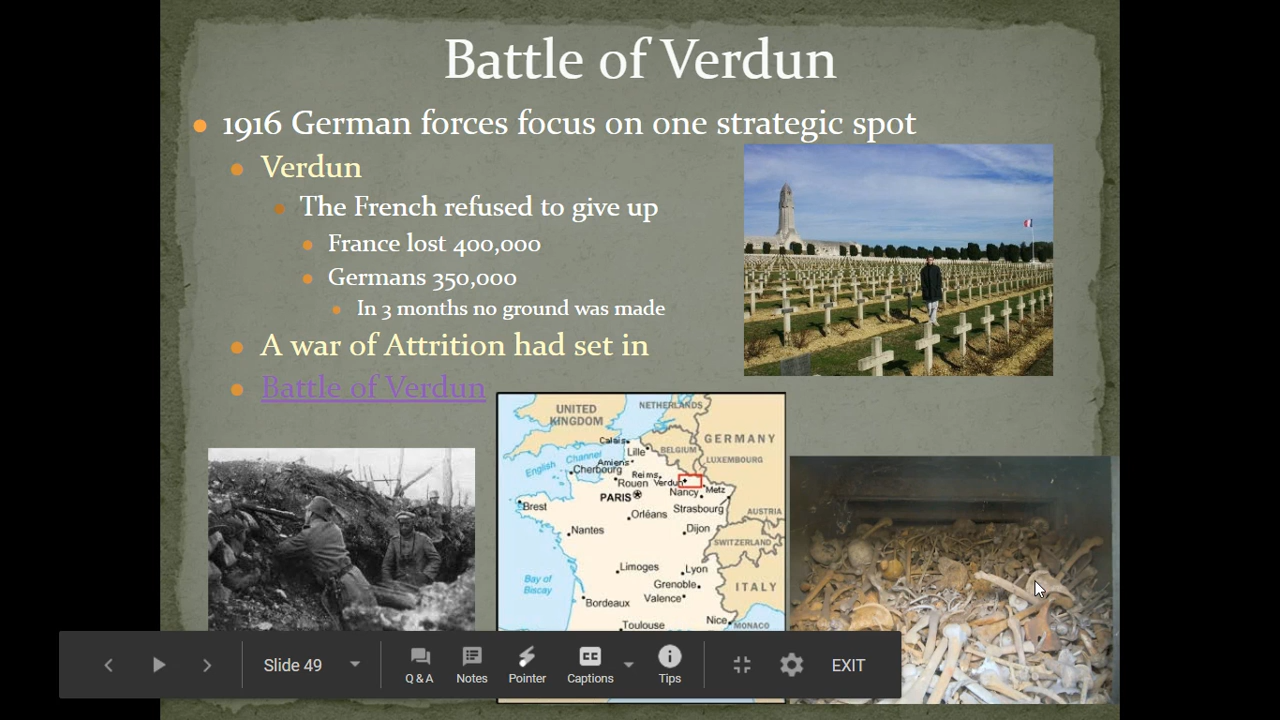 Battle of Verdun
1916 German forces focus on one strategic spot
Verdun
The French refused to give up
France lost 400,000
Germans 350,000
In 3 months no ground was made
A war of Attrition had set in
Battle of Verdun
UNITED
KINGDOM
NETHERLANDS
GERMANY
BELGIUM
LUXEMBOURG
Calais
Lille
English Channel
Amiens
Cherbourg
Rouen
Reims
Verdun
Metz
Nancy
PARIS
Brest
Strasbourg
Orléans
AUSTRIA
Nantes
Dijon
SWITZERLAND
Limoges
Lyon
Bay of
Biscay
Grenoble
ITALY
Valence
Bordeaux
Nice
MONACO
Toulouse
Slide 49
Q & A
Notes
Pointer
CC
Captions
Tips
EXIT